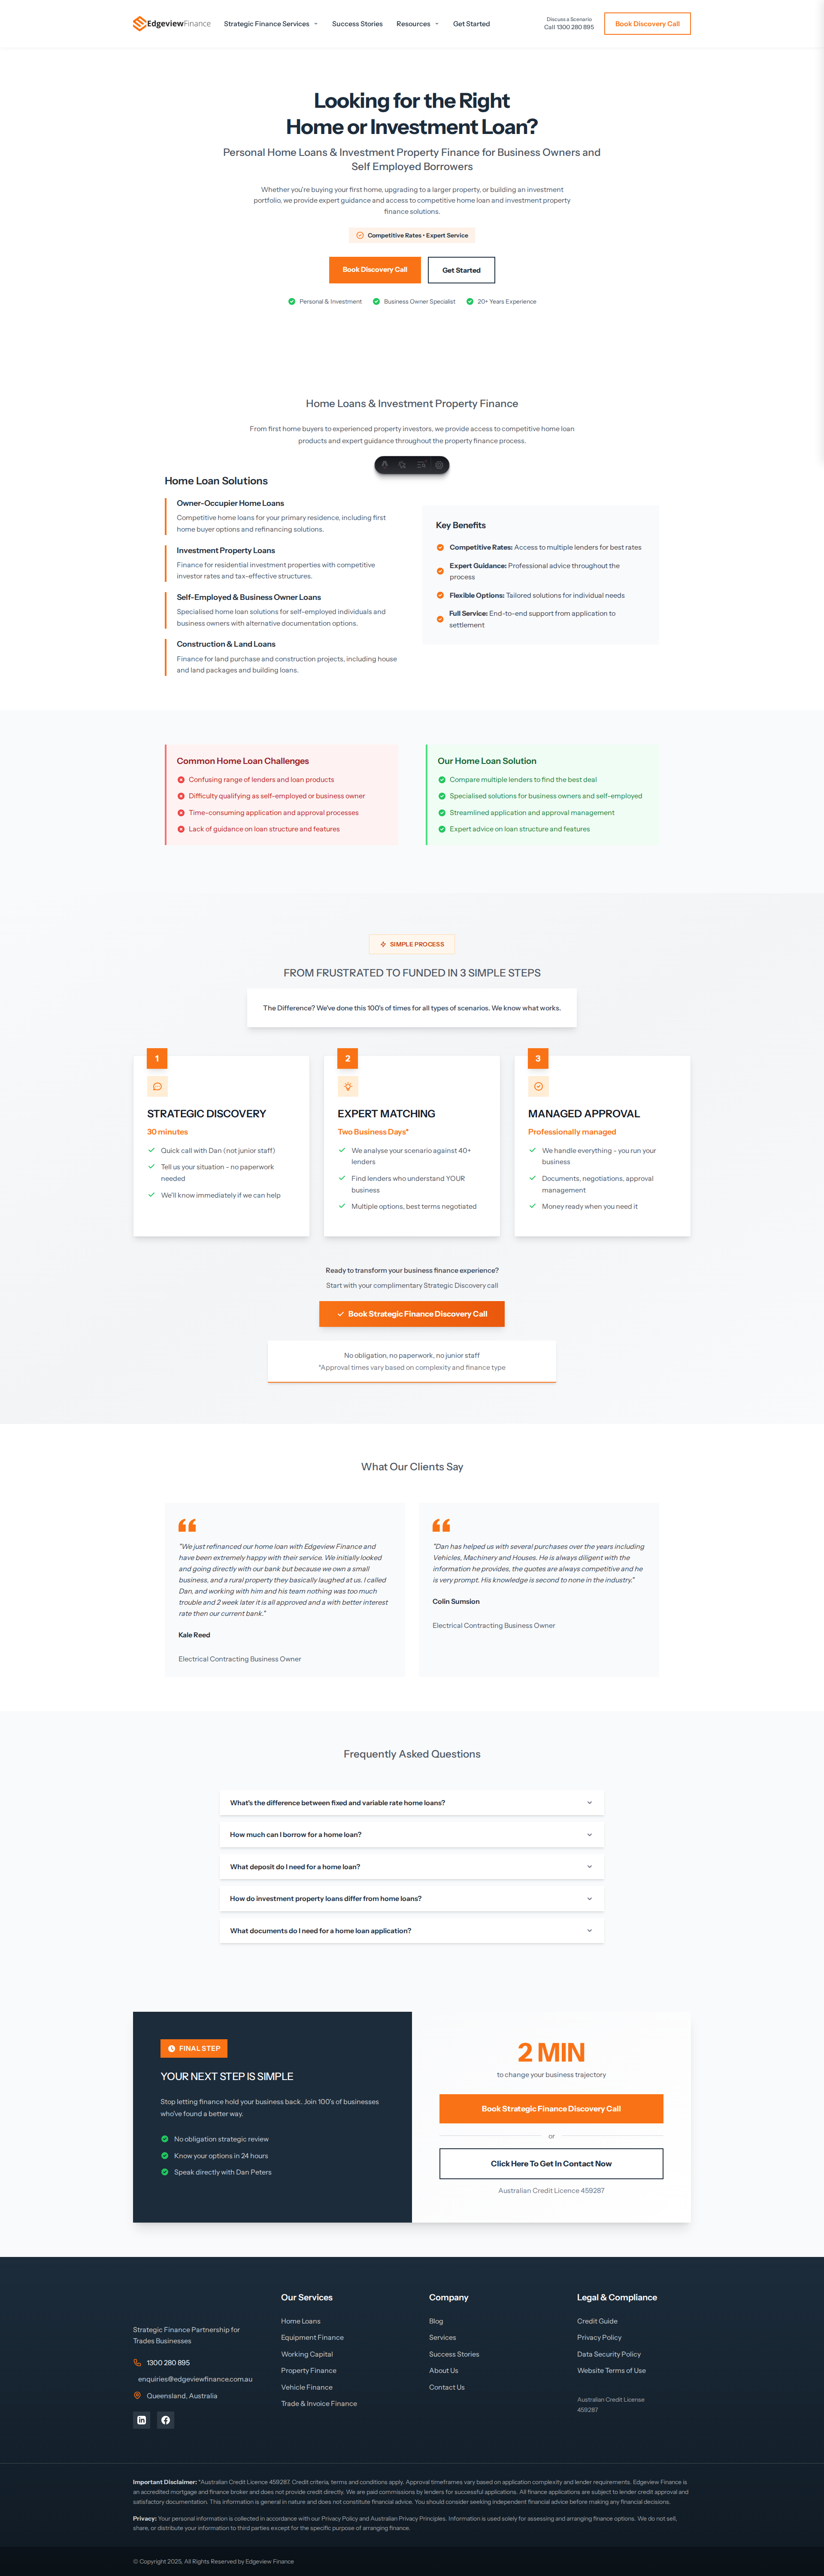 EdgeviewFinance
Strategic Finance Services
Success Stories
Resources
Get Started
Discuss a Scenario
Call 1300 280 895
Book Discovery Call
Looking for the Right
Home or Investment Loan?
Personal Home Loans & Investment Property Finance for Business Owners and
Self Employed Borrowers
Whether you're buying your first home, upgrading to a larger property, or building an investment
portfolio, we provide expert guidance and access to competitive home loan and investment property
finance solutions.
Competitive Rates • Expert Service
Book Discovery Call
Get Started
Personal & Investment
Business Owner Specialist
20+ Years Experience
Home Loans & Investment Property Finance
From first home buyers to experienced property investors, we provide access to competitive home loan
products and expert guidance throughout the property finance process.
Home Loan Solutions
Owner-Occupier Home Loans
Competitive home loans for your primary residence, including first
home buyer options and refinancing solutions.
Investment Property Loans
Finance for residential investment properties with competitive
investor rates and tax-effective structures.
Self-Employed & Business Owner Loans
Specialised home loan solutions for self-employed individuals and
business owners with alternative documentation options.
Construction & Land Loans
Finance for land purchase and construction projects, including house
and land packages and building loans.
Key Benefits
Competitive Rates: Access to multiple lenders for best rates
Expert Guidance: Professional advice throughout the
process
Flexible Options: Tailored solutions for individual needs
Full Service: End-to-end support from application to
settlement
Common Home Loan Challenges
Confusing range of lenders and loan products
Difficulty qualifying as self-employed or business owner
Time-consuming application and approval processes
Lack of guidance on loan structure and features
Our Home Loan Solution
Compare multiple lenders to find the best deal
Specialised solutions for business owners and self-employed
Streamlined application and approval management
Expert advice on loan structure and features
SIMPLE PROCESS
FROM FRUSTRATED TO FUNDED IN 3 SIMPLE STEPS
The Difference? We've done this 100's of times for all types of scenarios. We know what works.
1
STRATEGIC DISCOVERY
30 minutes
Quick call with Dan (not junior staff)
Tell us your situation - no paperwork
needed
We'll know immediately if we can help
2
EXPERT MATCHING
Two Business Days*
We analyse your scenario against 40+
lenders
Find lenders who understand YOUR
business
Multiple options, best terms negotiated
3
MANAGED APPROVAL
Professionally managed
We handle everything - you run your
business
Documents, negotiations, approval
management
Money ready when you need it
Ready to transform your business finance experience?
Start with your complimentary Strategic Discovery call
Book Strategic Finance Discovery Call
No obligation, no paperwork, no junior staff
*Approval times vary based on complexity and finance type
What Our Clients Say
"We just refinanced our home loan with Edgeview Finance and
have been extremely happy with their service. We initially looked
and going directly with our bank but because we own a small
business, and a rural property they basically laughed at us. I called
Dan, and working with him and his team nothing was too much
trouble and 2 week later it is all approved and a with better interest
rate then our current bank."
Kale Reed
Electrical Contracting Business Owner
"Dan has helped us with several purchases over the years including
Vehicles, Machinery and Houses. He is always diligent with the
information he provides, the quotes are always competitive and he
is very prompt. His knowledge is second to none in the industry."
Colin Sumsion
Electrical Contracting Business Owner
Frequently Asked Questions
What's the difference between fixed and variable rate home loans?
How much can I borrow for a home loan?
What deposit do I need for a home loan?
How do investment property loans differ from home loans?
What documents do I need for a home loan application?
FINAL STEP
YOUR NEXT STEP IS SIMPLE
Stop letting finance hold your business back. Join 100's of businesses
who've found a better way.
No obligation strategic review
Know your options in 24 hours
Speak directly with Dan Peters
2 MIN
to change your business trajectory
Book Strategic Finance Discovery Call
or
Click Here To Get In Contact Now
Australian Credit Licence 459287
Strategic Finance Partnership for
Trades Businesses
1300 280 895
enquiries@edgeviewfinance.com.au
Queensland, Australia
Our Services
Home Loans
Equipment Finance
Working Capital
Property Finance
Vehicle Finance
Trade & Invoice Finance
Company
Blog
Services
Success Stories
About Us
Contact Us
Legal & Compliance
Credit Guide
Privacy Policy
Data Security Policy
Website Terms of Use
Australian Credit License
459287
Important Disclaimer: *Australian Credit Licence 459287. Credit criteria, terms and conditions apply. Approval timeframes vary based on application complexity and lender requirements. Edgeview Finance is
an accredited mortgage and finance broker and does not provide credit directly. We are paid commissions by lenders for successful applications. All finance applications are subject to lender credit approval and
satisfactory documentation. This information is general in nature and does not constitute financial advice. You should consider seeking independent financial advice before making any financial decisions.
Privacy: Your personal information is collected in accordance with our Privacy Policy and Australian Privacy Principles. Information is used solely for assessing and arranging finance options. We do not sell,
share, or distribute your information to third parties except for the specific purpose of arranging finance.
© Copyright 2025, All Rights Reserved by Edgeview Finance